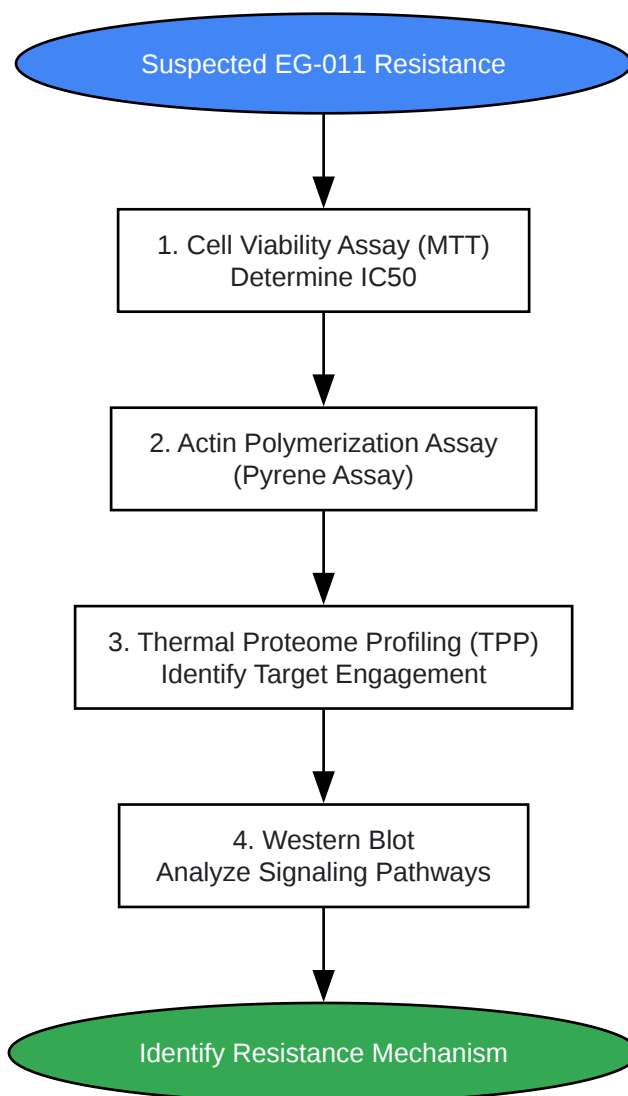 Suspected EG-011 Resistance
1. Cell Viability Assay (MTT)
Determine IC50
2. Actin Polymerization Assay
(Pyrene Assay)
3. Thermal Proteome Profiling (TPP)
Identify Target Engagement
4. Western Blot
Analyze Signaling Pathways
Identify Resistance Mechanism